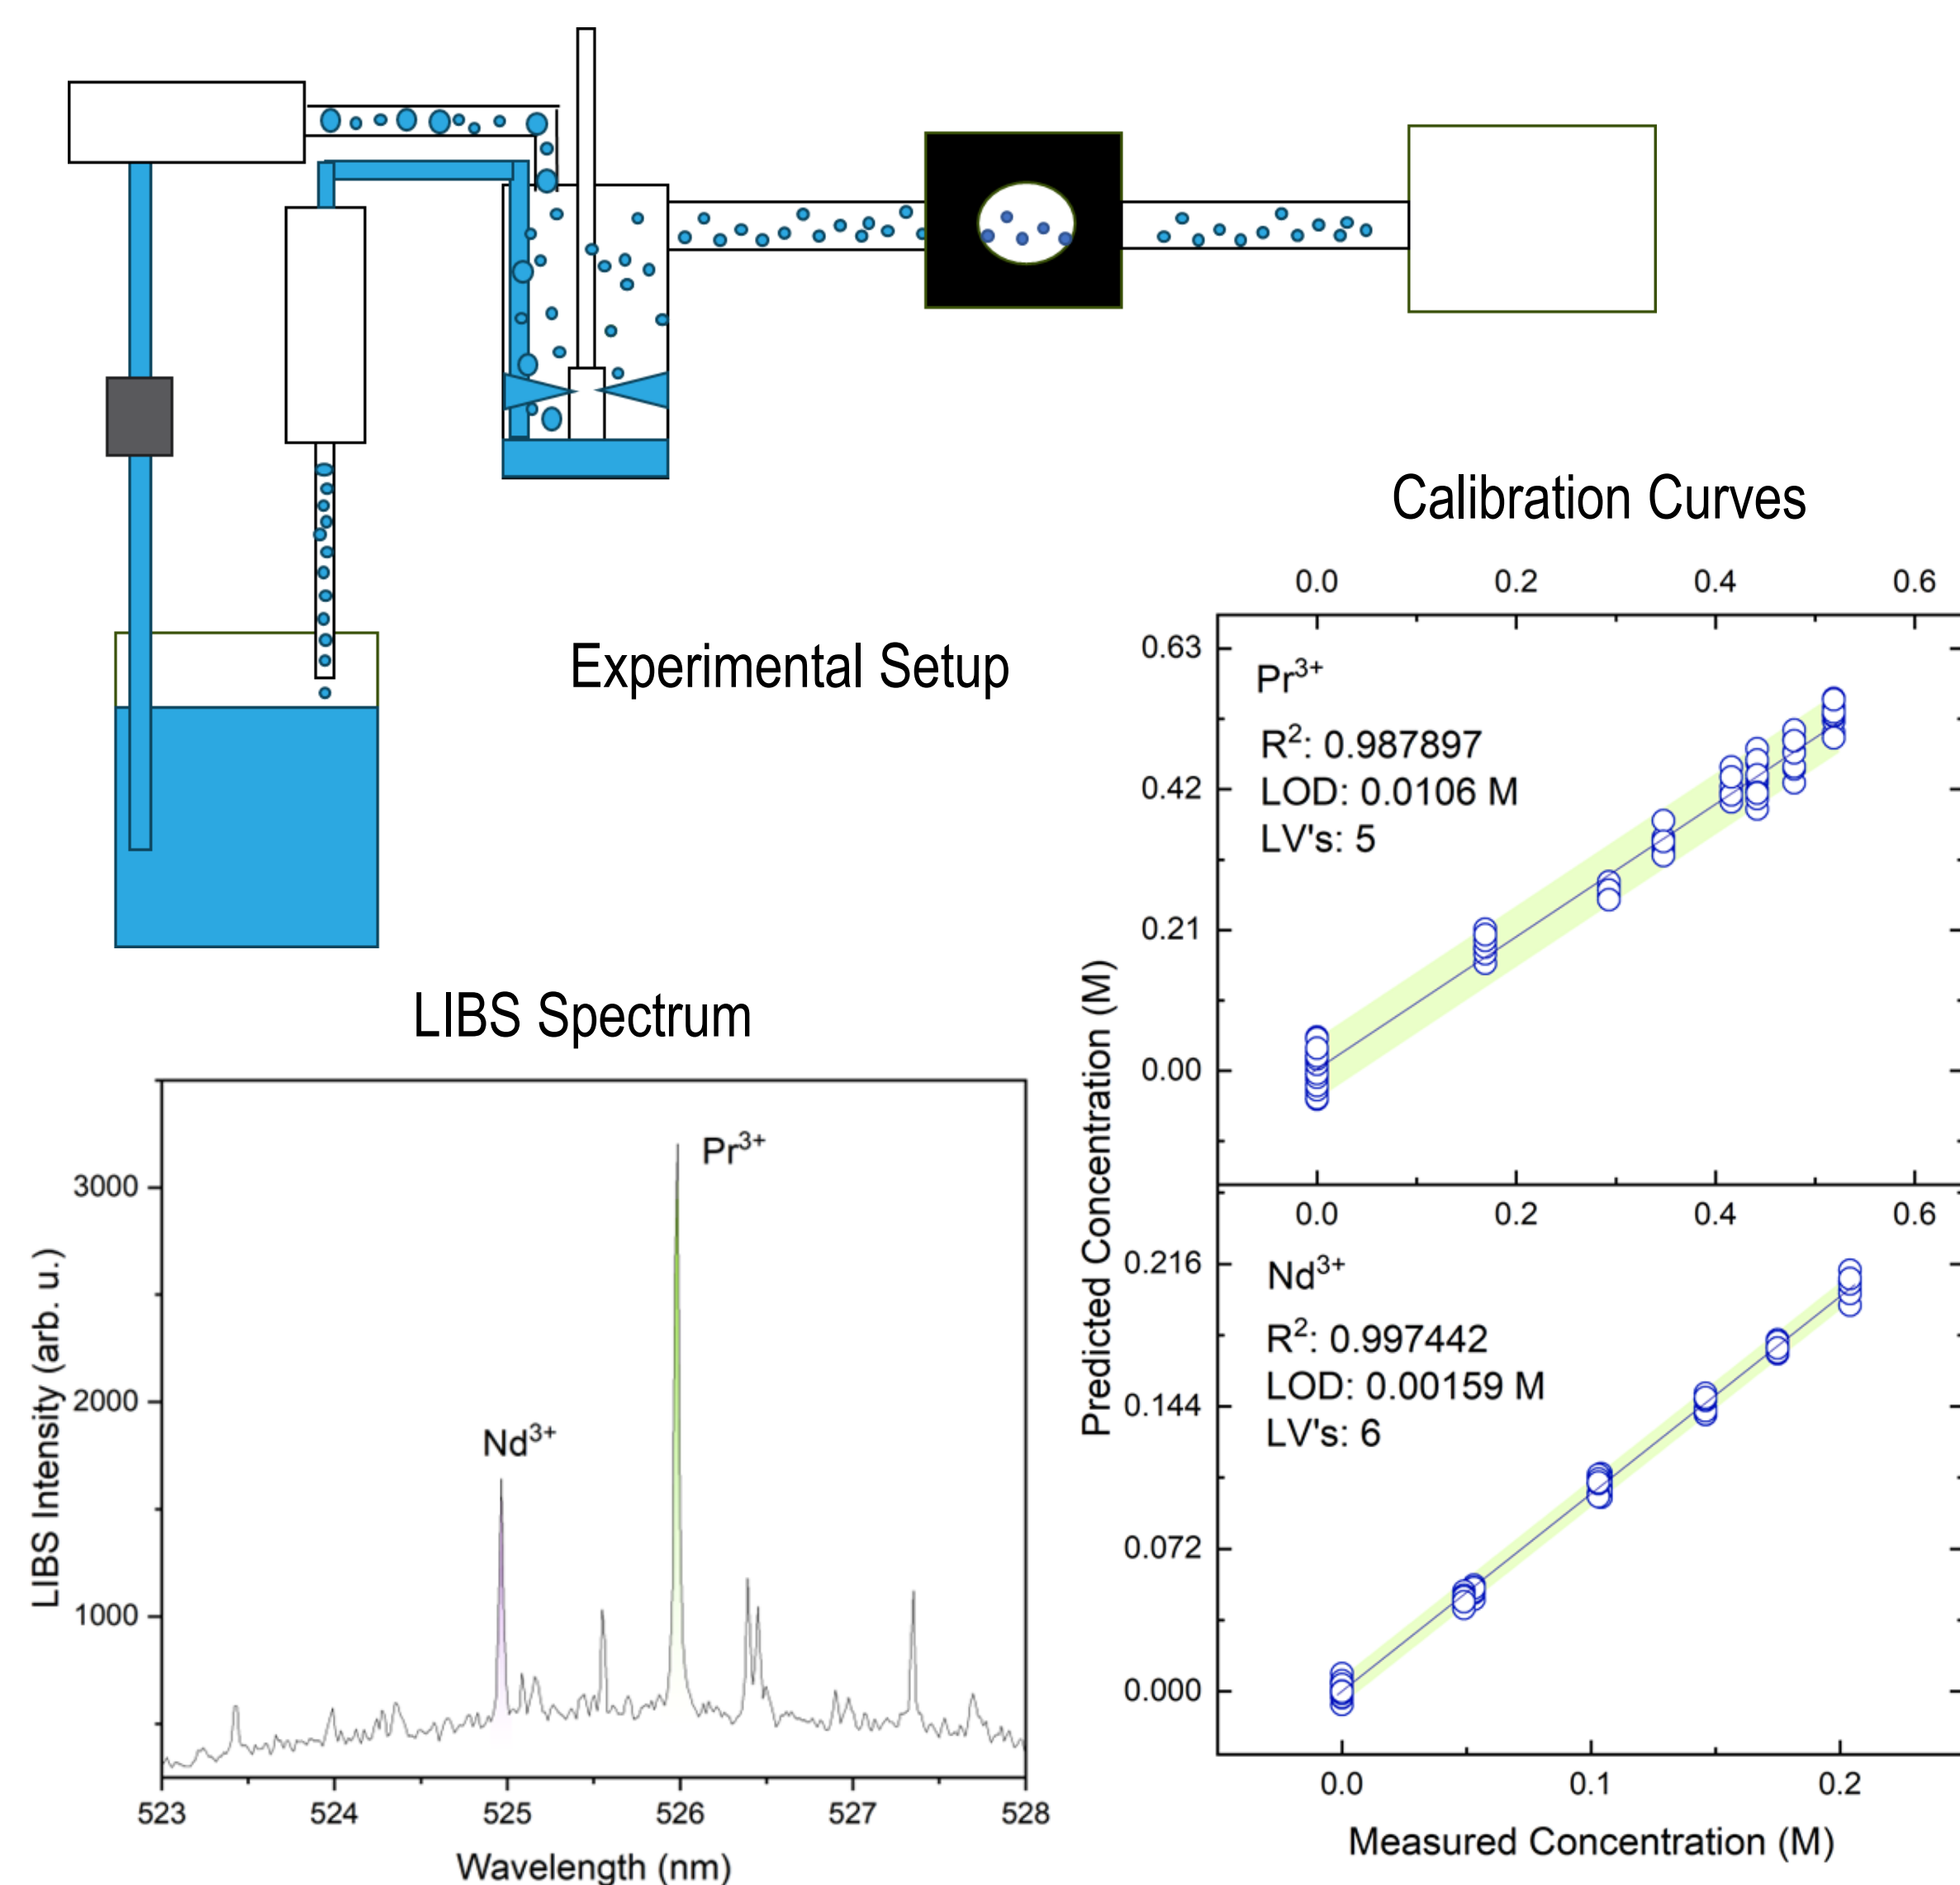 Experimental Setup
Calibration Curves
0.0 0.2 0.4 0.6
0.63
Pr³⁺
R²: 0.987897
0.42
LOD: 0.0106 M
LV's: 5
0.21
0.00
Predicted Concentration (M)
0.0 0.2 0.4 0.6
0.216
Nd³⁺
R²: 0.997442
LOD: 0.00159 M
0.144
LV's: 6
0.072
0.000
0.0 0.1 0.2
Measured Concentration (M)
LIBS Spectrum
Pr³⁺
3000
LIBS Intensity (arb. u.)
2000
Nd³⁺
1000
523 524 525 526 527 528
Wavelength (nm)